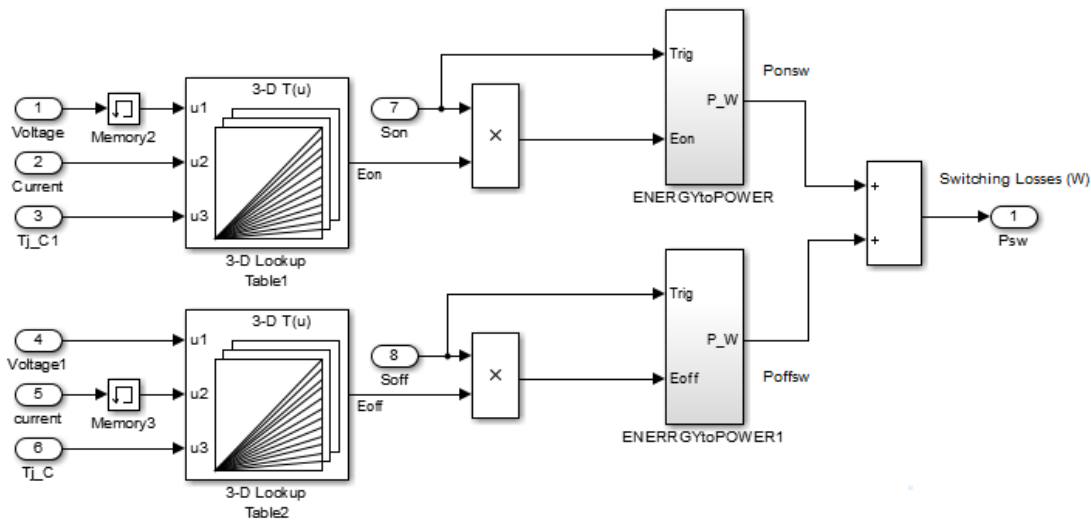 1
Voltage
Memory2
2
Current
3
Tj_C1
3-D T(u)
u1
u2
u3
3-D Lookup
Table1
Eon
7
Son
×
Trig
Eon
P_W
ENERGYtoPOWER
Ponsw
4
Voltage1
5
current
Memory3
6
Tj_C
3-D T(u)
u1
u2
u3
3-D Lookup
Table2
Eoff
8
Soff
×
Trig
Eoff
P_W
ENERRGYtoPOWER1
Poffsw
+
+
Switching Losses (W)
1
Psw